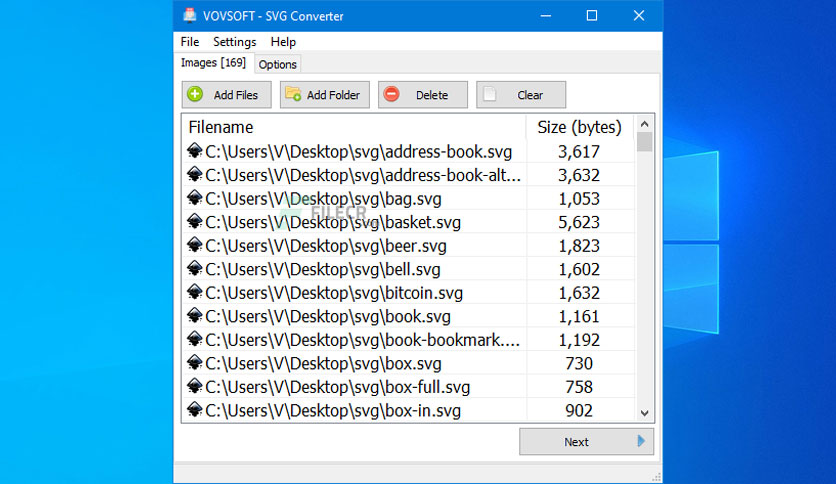 VOVSOFT - SVG Converter
File Settings Help
Images [169] Options
Add Files Add Folder Delete Clear
Filename Size (bytes)
C:\Users\V\Desktop\svg\address-book.svg 3,617
C:\Users\V\Desktop\svg\address-book-alt... 3,632
C:\Users\V\Desktop\svg\bag.svg 1,053
FILECR
C:\Users\V\Desktop\svg\basket.svg 5,623
C:\Users\V\Desktop\svg\beer.svg 1,823
C:\Users\V\Desktop\svg\bell.svg 1,602
C:\Users\V\Desktop\svg\bitcoin.svg 1,632
C:\Users\V\Desktop\svg\book.svg 1,161
C:\Users\V\Desktop\svg\book-bookmark.... 1,192
C:\Users\V\Desktop\svg\box.svg 730
C:\Users\V\Desktop\svg\box-full.svg 758
C:\Users\V\Desktop\svg\box-in.svg 902
Next